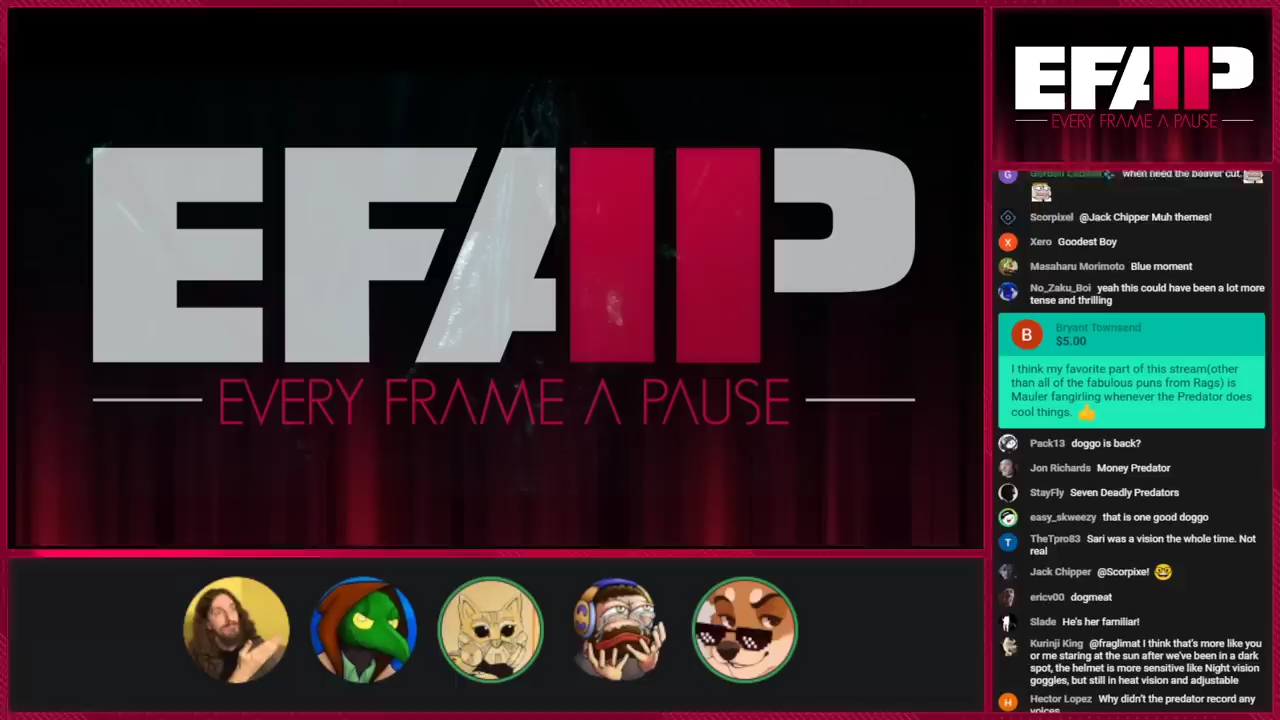 EFAP
EVERY FRAME A PAUSE
EFAP
EVERY FRAME A PAUSE
when need the
cut.
Scorpixel @Jack Chipper Muh themes!
X
Xero Goodest Boy
Masaharu Morimoto Blue moment
No_Zaku_Boi yeah this could have been a lot more
tense and thrilling
B
Bryant Townsend
$5.00
I think my favorite part of this stream(other
than all of the fabulous puns from Rags) is
Mauler fangirling whenever the Predator does
cool things. 👍
Pack13 doggo is back?
Jon Richards Money Predator
StayFly Seven Deadly Predators
easy_skweezy that is one good doggo
T
TheTpro83 Sari was a vision the whole time. Not
real
Jack Chipper @Scorpixe! 🤓
ericv00 dogmeat
Slade He's her familiar!
Kurinji King @fraglimat I think that's more like you
or me staring at the sun after we've been in a dark
spot, the helmet is more sensitive like Night vision
goggles, but still in heat vision and adjustable
H
Hector Lopez Why didn't the predator record any
voices